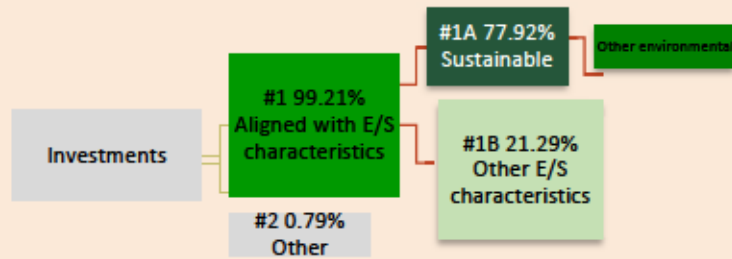 Investments
#1 99.21%
Aligned with E/S
characteristics
#2 0.79%
Other
#1A 77.92%
Sustainable
#1B 21.29%
Other E/S
characteristics
Other environmental